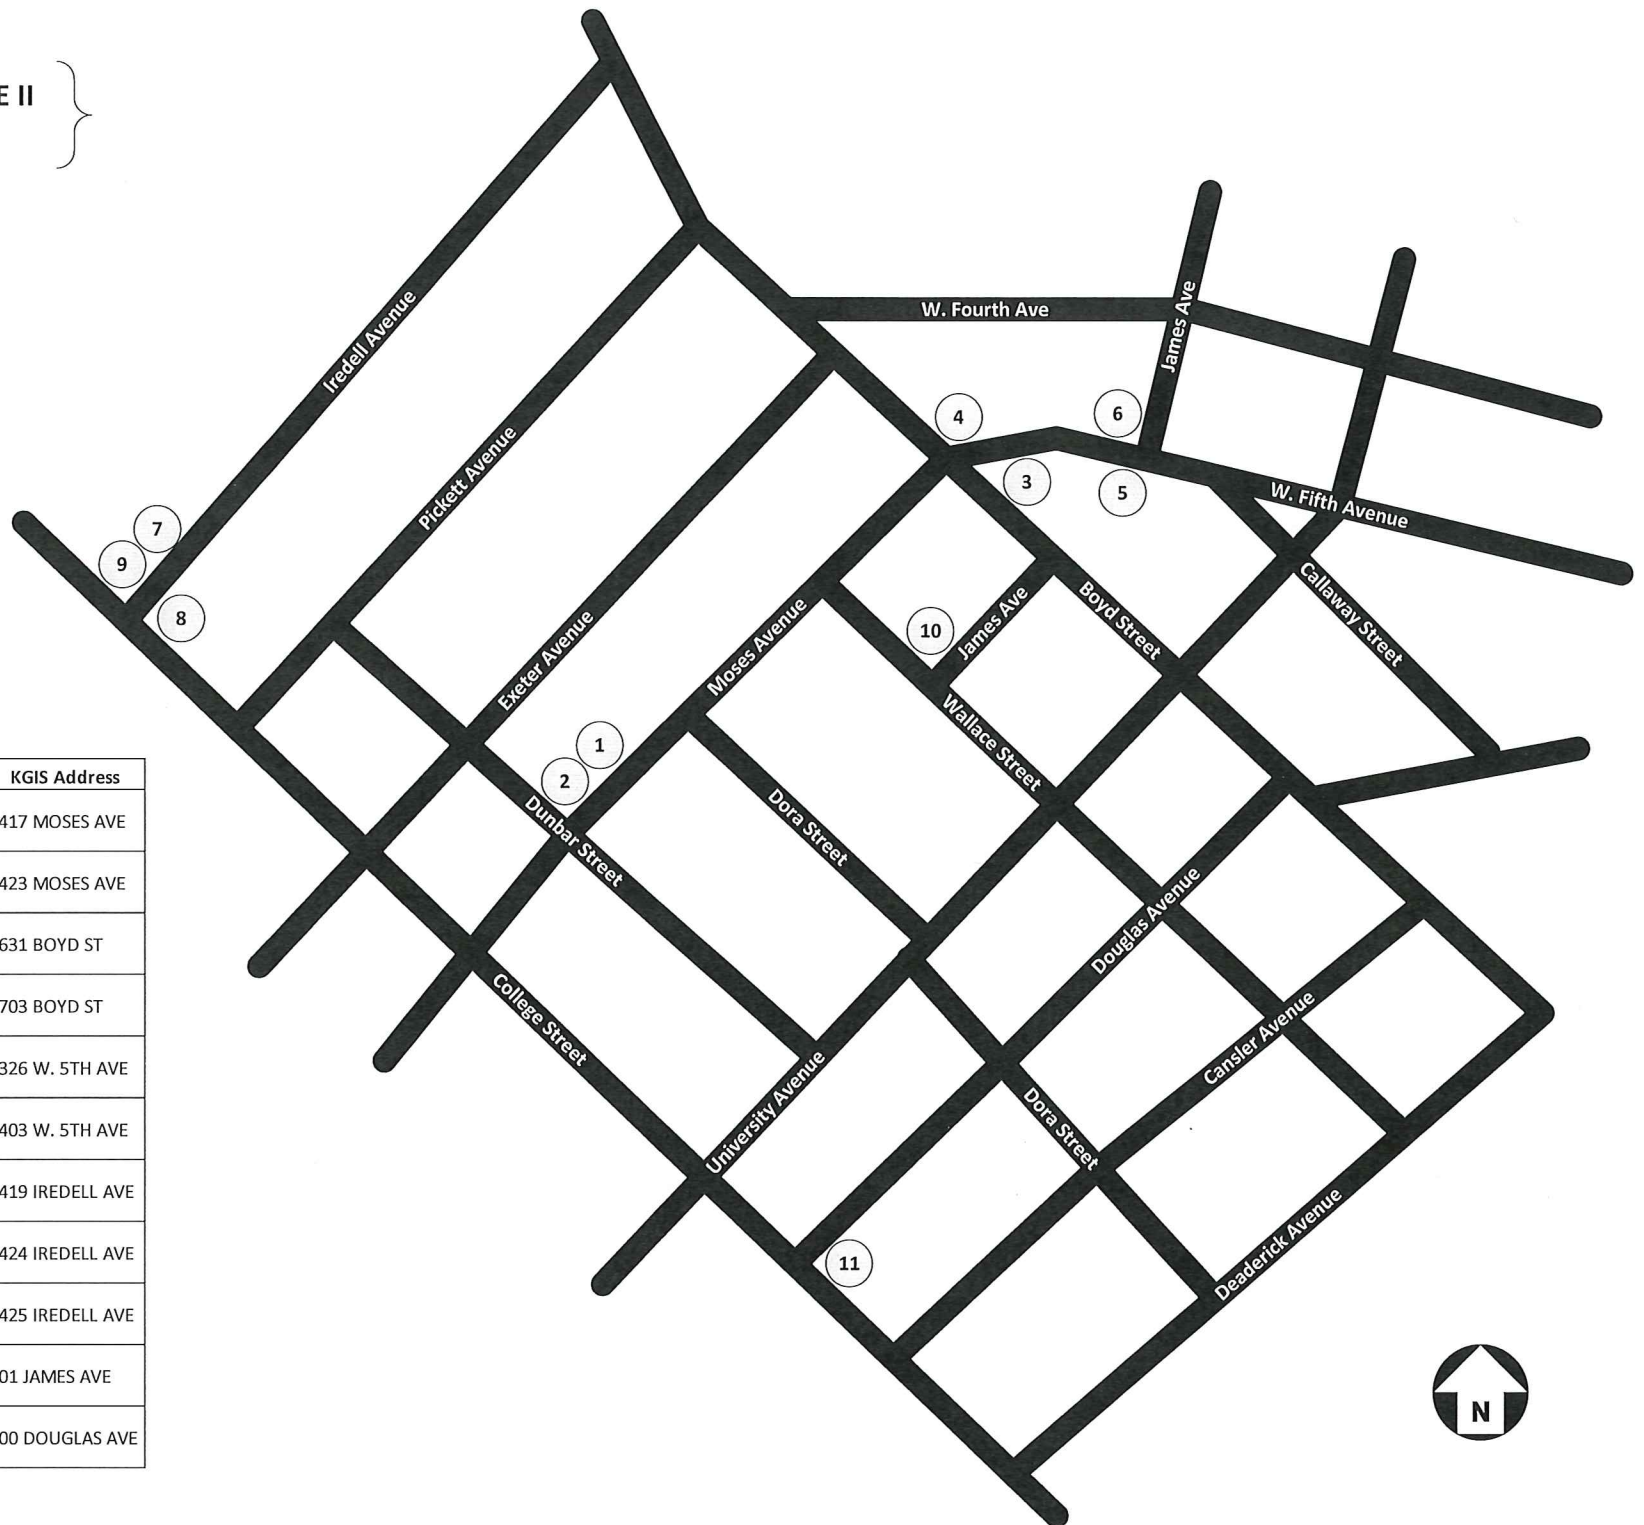 E II
W. Fourth Ave
James Ave
Iredell Avenue
4
6
Pickett Avenue
3
5
W. Fifth Avenue
7
9
8
Callaway Street
Boyd Street
James Ave
10
Moses Avenue
Exeter Avenue
Wallace Street
1
2
Dunbar Street
Dora Street
Douglas Avenue
College Street
Cansler Avenue
University Avenue
Dora Street
Deaderick Avenue
11
N
KGIS Address
417 MOSES AVE
423 MOSES AVE
631 BOYD ST
703 BOYD ST
326 W. 5TH AVE
403 W. 5TH AVE
419 IREDELL AVE
424 IREDELL AVE
425 IREDELL AVE
01 JAMES AVE
00 DOUGLAS AVE